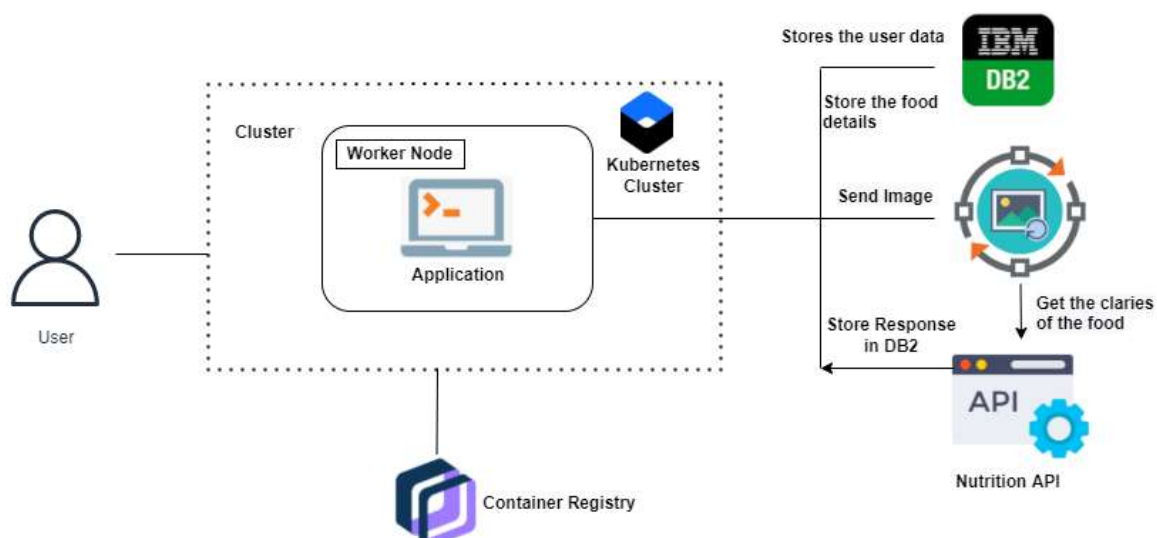 Stores the user data
IBM
DB2
Store the food
details
Cluster
Worker Node
Kubernetes
Cluster
Send Image
Application
User
Get the claries
of the food
Store Response
in DB2
API
Nutrition API
Container Registry